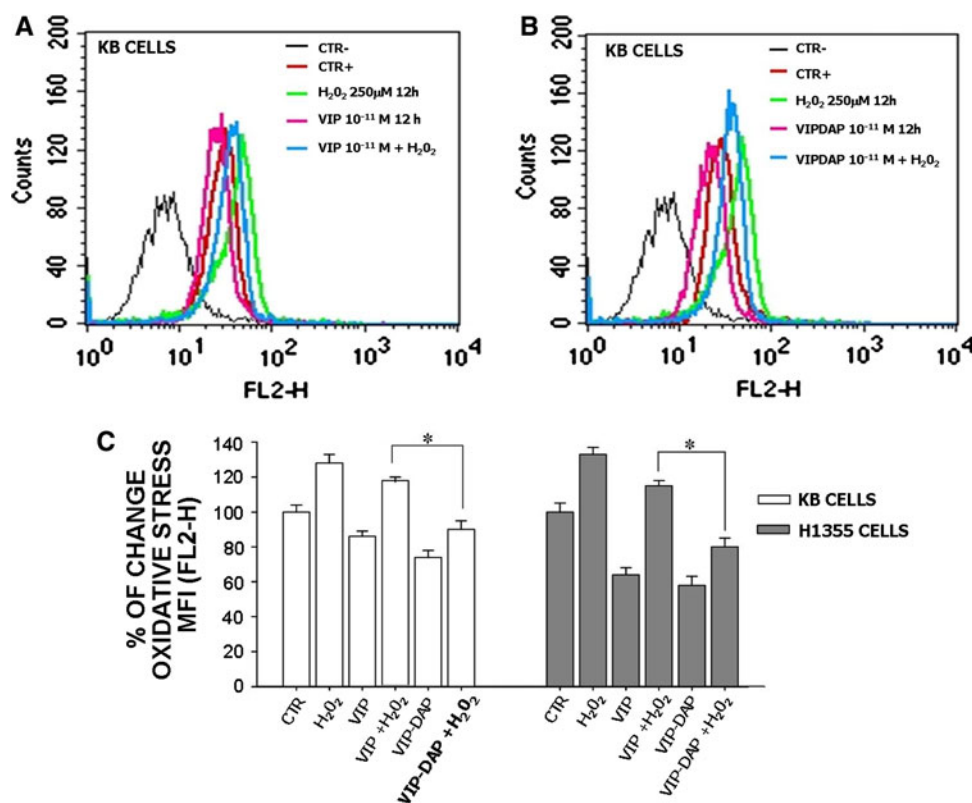 A
KB CELLS
CTR-
CTR+
H₂O₂ 250µM 12h
VIP 10⁻¹¹ M 12 h
VIP 10⁻¹¹ M + H₂O₂
Counts
200
160
120
80
40
0
10⁰ 10¹ 10² 10³ 10⁴
FL2-H
B
KB CELLS
CTR-
CTR+
H₂O₂ 250µM 12h
VIPDAP 10⁻¹¹ M 12h
VIPDAP 10⁻¹¹ M + H₂O₂
Counts
200
160
120
80
40
0
10⁰ 10¹ 10² 10³ 10⁴
FL2-H
C
% OF CHANGE
OXIDATIVE STRESS
MFI (FL2-H)
140
120
100
80
60
40
20
0
*
*
KB CELLS
H1355 CELLS
CTR
H₂O₂
VIP
VIP +H₂O₂
VIP-DAP
VIP-DAP +H₂O₂
CTR
H₂O₂
VIP
VIP +H₂O₂
VIP-DAP
VIP-DAP +H₂O₂